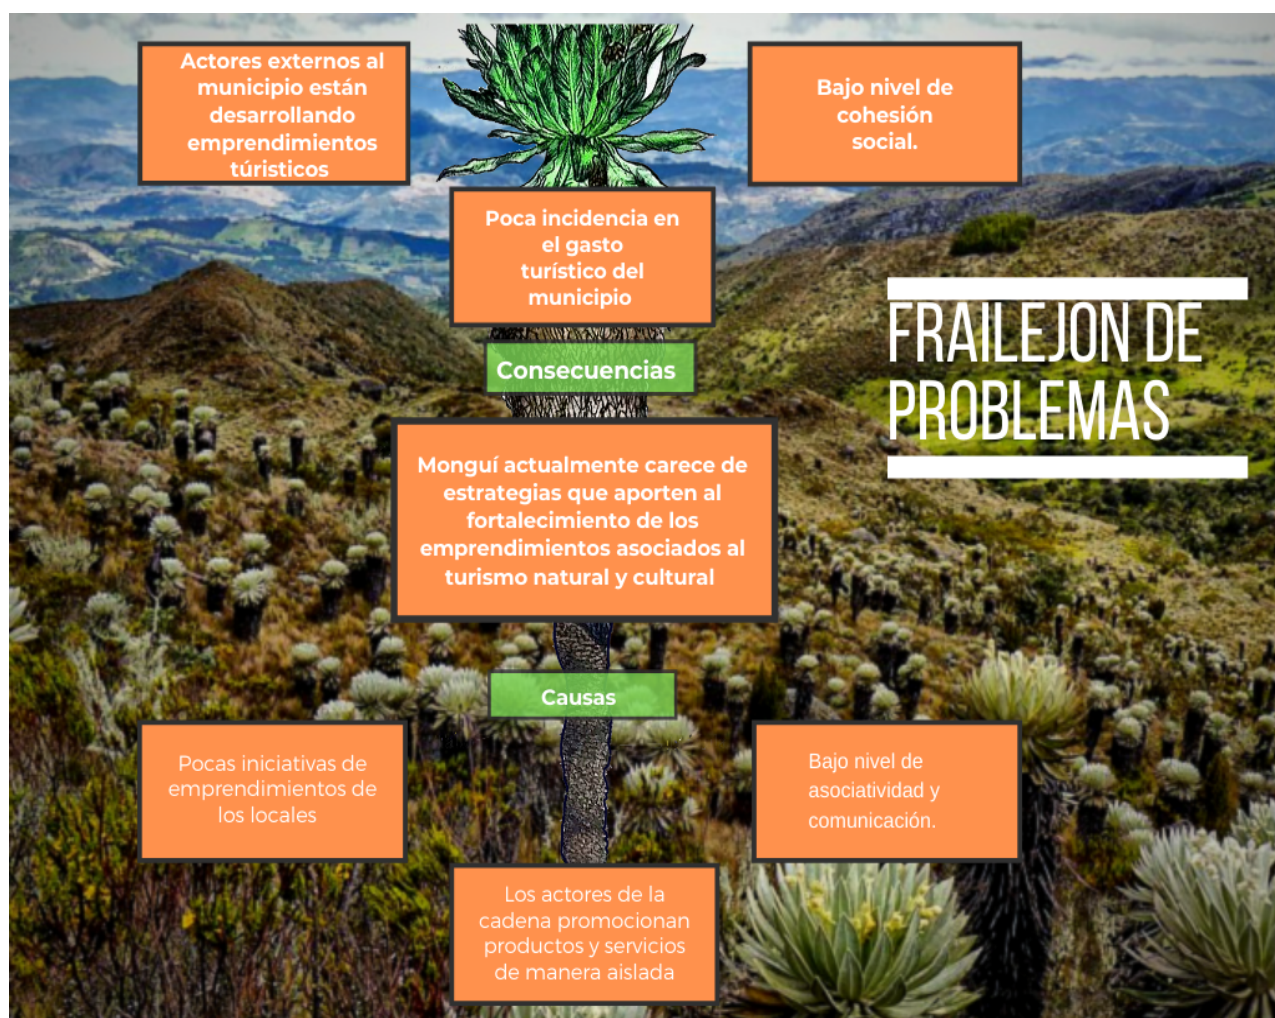 Actores externos al
municipio están
desarrollando
emprendimientos
túristicos
Bajo nivel de
cohesión
social.
Poca incidencia en
el gasto
turístico del
municipio
FRAILEJON DE
PROBLEMAS
Consecuencias
Monguí actualmente carece de
estrategias que aporten al
fortalecimiento de los
emprendimientos asociados al
turismo natural y cultural
Causas
Pocas iniciativas de
emprendimientos de
los locales
Bajo nivel de
asociatividad y
comunicación.
Los actores de la
cadena promocionan
productos y servicios
de manera aislada